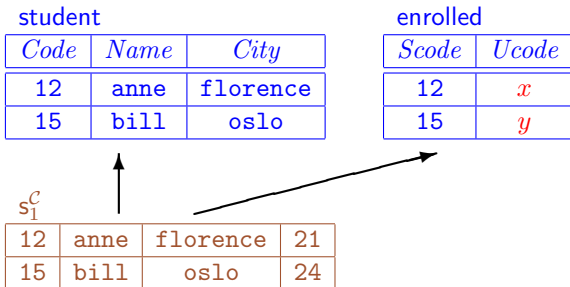 student enrolled
Code Name City Scode Ucode
12 anne florence 12 x
15 bill oslo 15 y
s₁^𝒞
12 anne florence 21
15 bill oslo 24